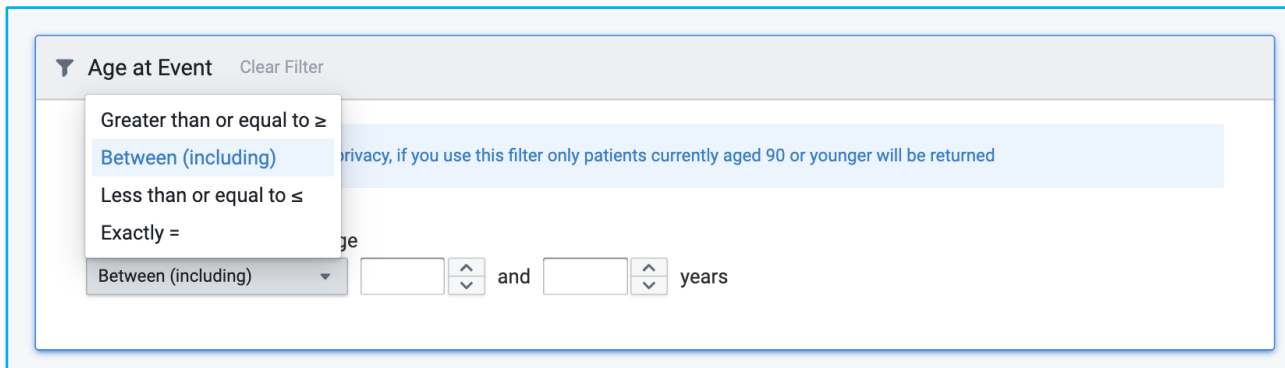 Age at Event Clear Filter
Greater than or equal to ≥
Between (including)
privacy, if you use this filter only patients currently aged 90 or younger will be returned
Less than or equal to ≤
Exactly =
Between (including) and years